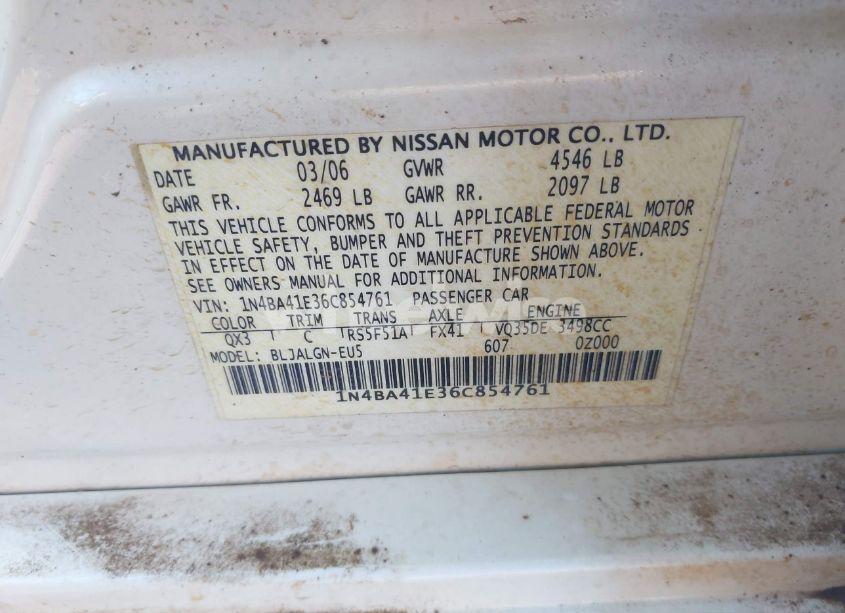 MANUFACTURED BY NISSAN MOTOR CO., LTD.
DATE 03/06 GVWR 4546 LB
GAWR FR. 2469 LB GAWR RR. 2097 LB
THIS VEHICLE CONFORMS TO ALL APPLICABLE FEDERAL MOTOR
VEHICLE SAFETY, BUMPER AND THEFT PREVENTION STANDARDS
IN EFFECT ON THE DATE OF MANUFACTURE SHOWN ABOVE.
SEE OWNERS MANUAL FOR ADDITIONAL INFORMATION.
VIN: 1N4BA41E36C854761 PASSENGER CAR
COLOR TRIM TRANS AXLE ENGINE
QX3 C RS5F51A FX41 VQ35DE 3498CC
MODEL: BLJALGN-EU5 607 0Z000
1N4BA41E36C854761